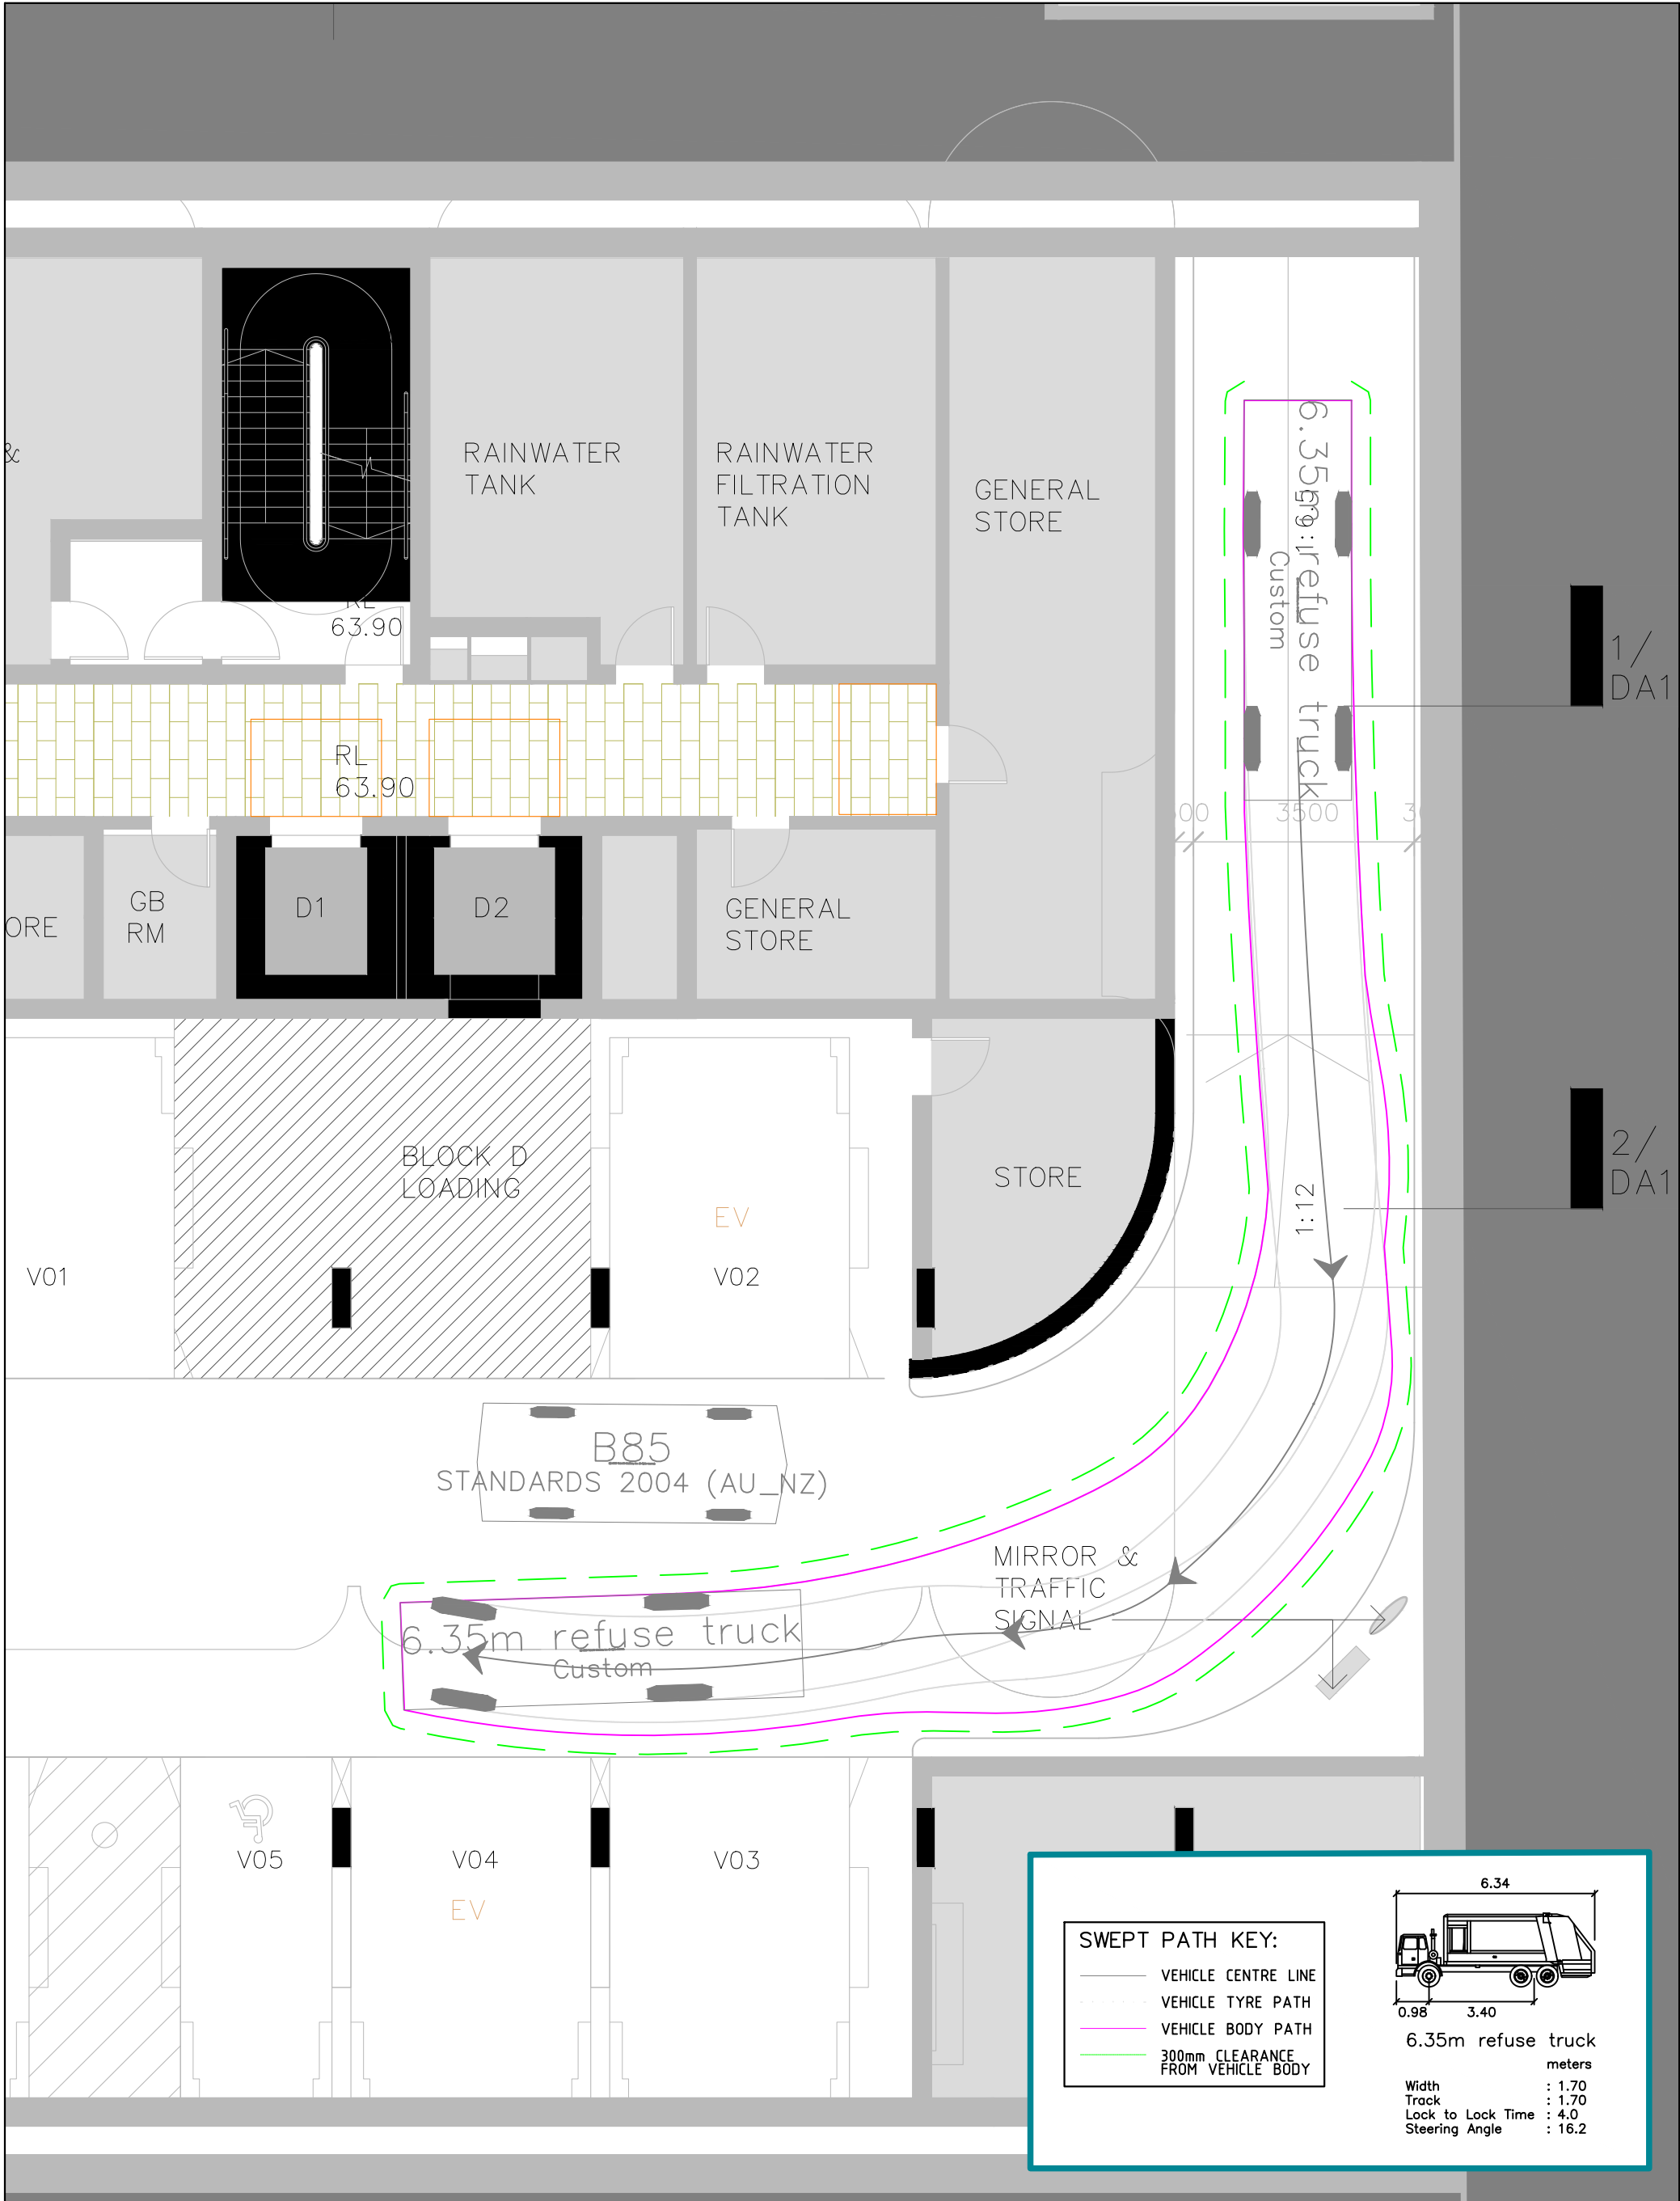 &
RL
63.90
RAINWATER
TANK
RAINWATER
FILTRATION
TANK
GENERAL
STORE
6.35m refuse truck
Custom
1/
DA1
RL
63.90
3500
ORE
GB
RM
D1
D2
GENERAL
STORE
BLOCK D
LOADING
STORE
1:12
2/
DA1
EV
V01
V02
B85
STANDARDS 2004 (AU_NZ)
MIRROR &
TRAFFIC
SIGNAL
6.35m refuse truck
Custom
V05
V04
V03
EV
SWEPT PATH KEY:
VEHICLE CENTRE LINE
VEHICLE TYRE PATH
VEHICLE BODY PATH
300mm CLEARANCE
FROM VEHICLE BODY
6.34
0.98 3.40
6.35m refuse truck
meters
Width : 1.70
Track : 1.70
Lock to Lock Time : 4.0
Steering Angle : 16.2